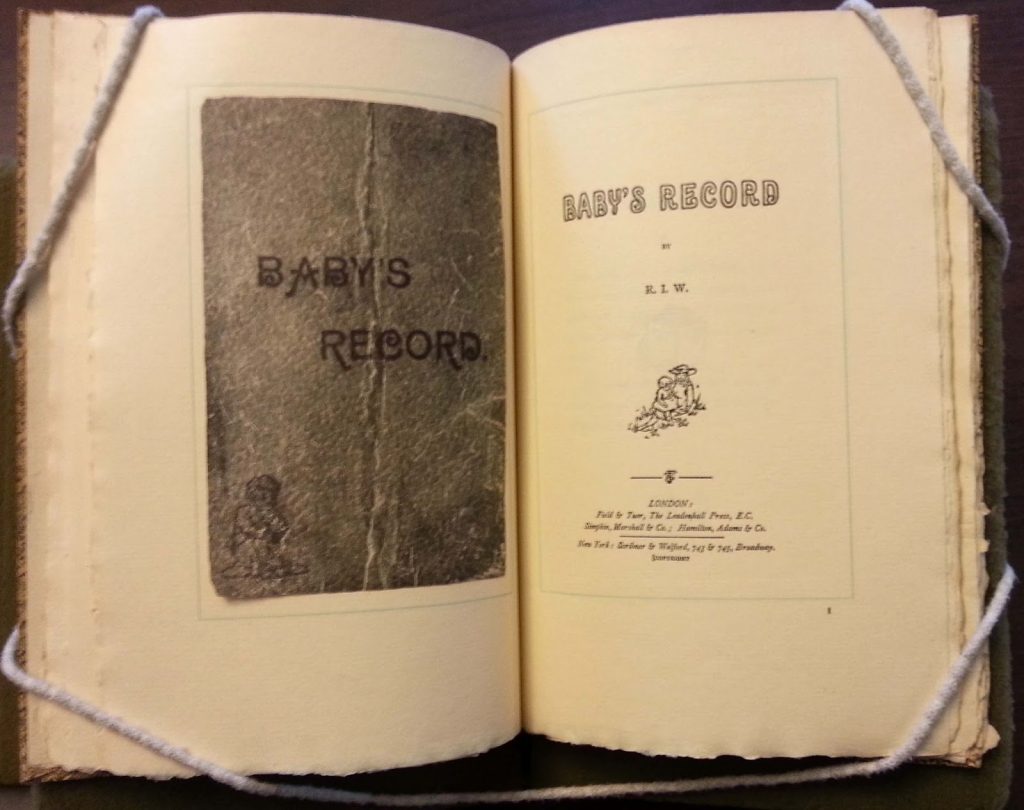 BABY'S
RECORD.
BABY'S RECORD
BY
R. I. W.
LONDON:
Field & Tuer, The Leadenhall Press, E.C.
Simpkin, Marshall & Co.; Hamilton, Adams & Co.
New York: Scribner & Welford, 743 & 745, Broadway.
1